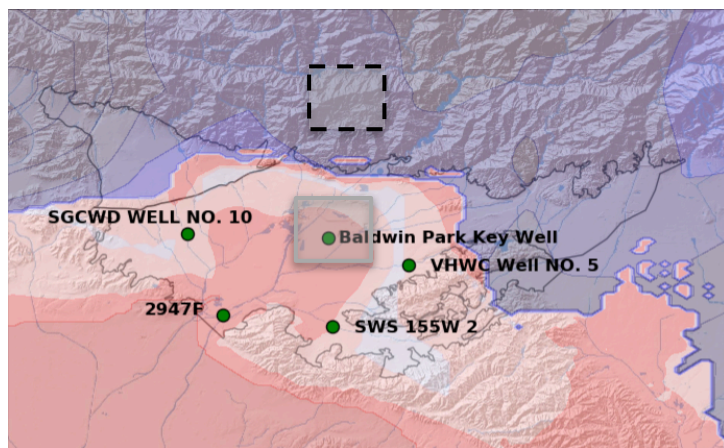 SGCWD WELL NO. 10
Baldwin Park Key Well
VHWC Well NO. 5
2947F
SWS 155W 2